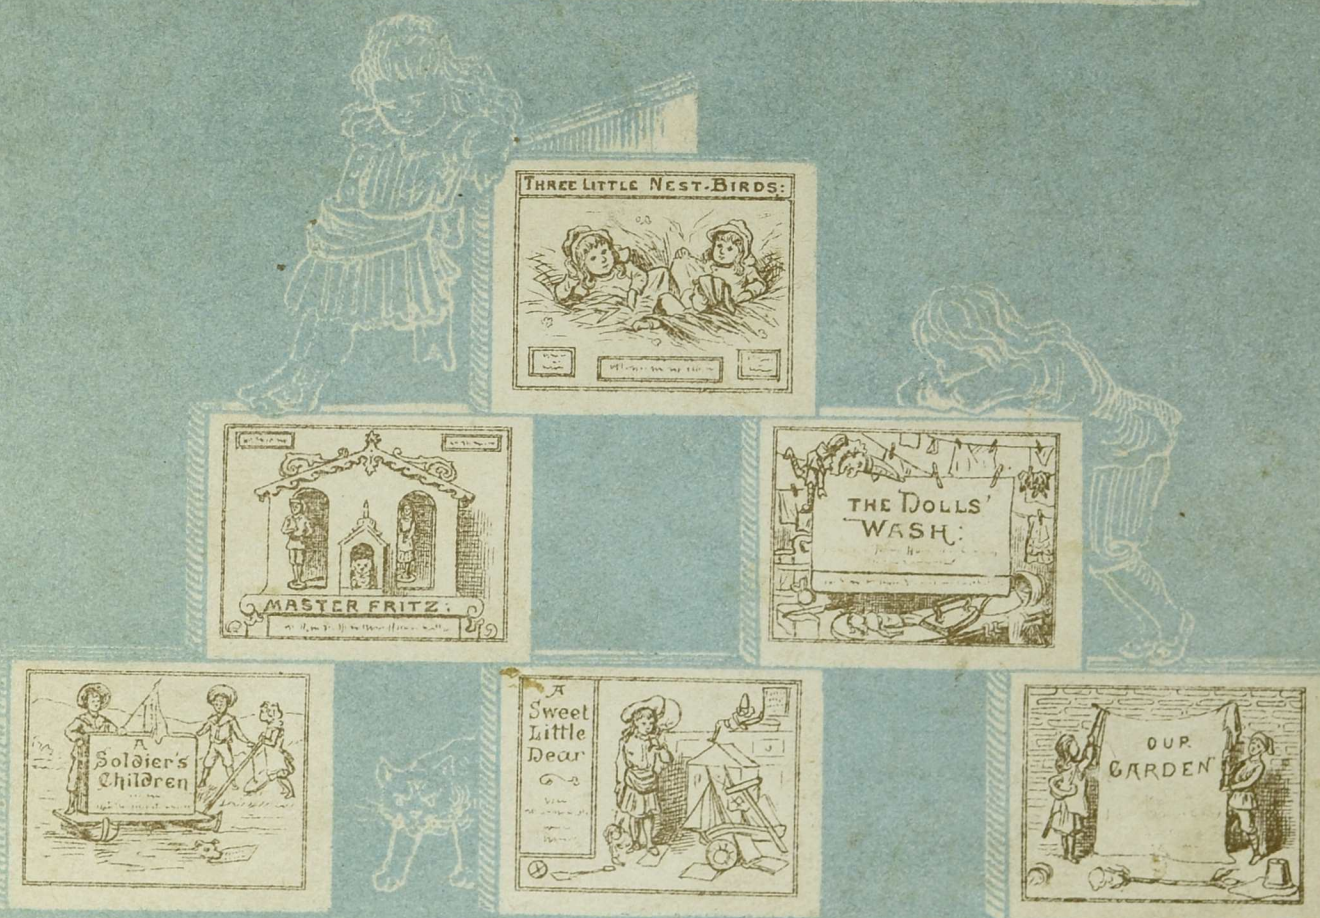 THREE LITTLE NEST-BIRDS:
MASTER FRITZ:
THE DOLLS'
WASH:
A
Soldier's
Children
A
Sweet
Little
Dear
OUR
GARDEN